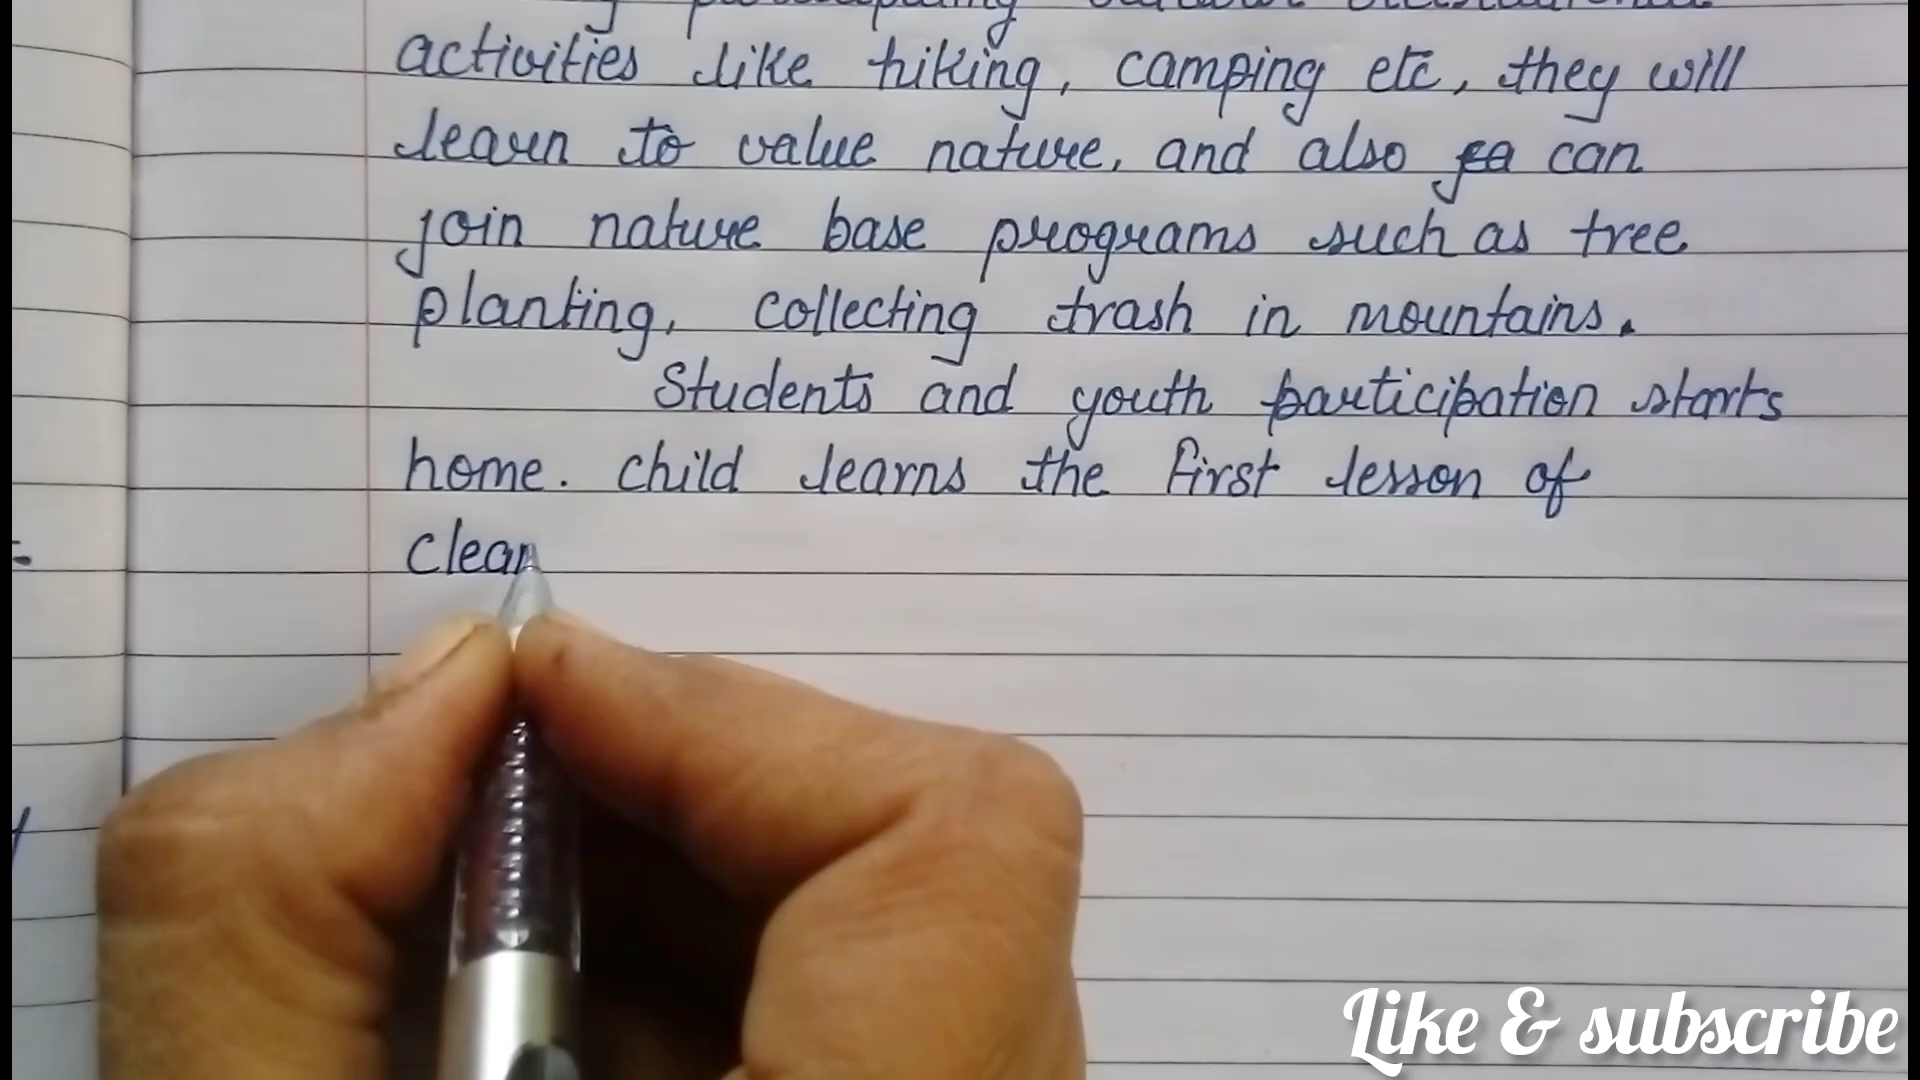 activities like hiking, camping etc, they will
learn to value nature, and also can
join nature base programs such as tree
planting, collecting trash in mountains.
Students and youth participation starts
home. child learns the first lesson of
clean
Like & subscribe